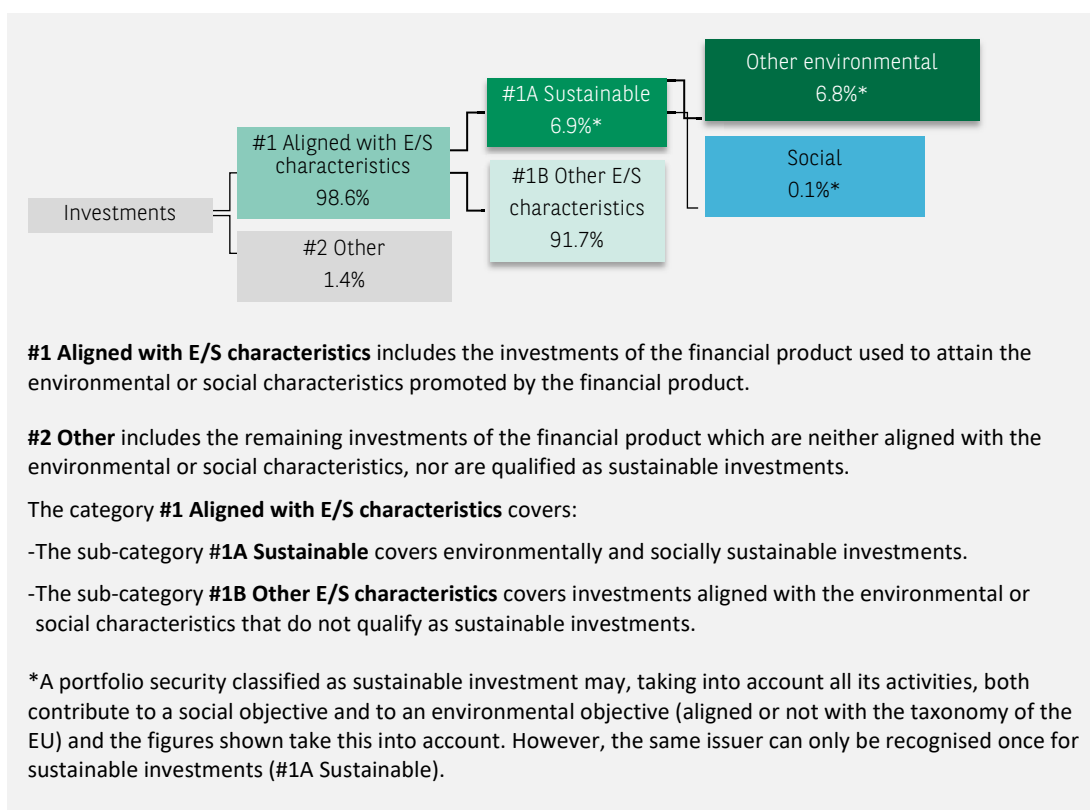 Other environmental
6.8%*
#1A Sustainable
6.9%*
#1 Aligned with E/S
characteristics
98.6%
Social
0.1%*
#1B Other E/S
characteristics
91.7%
Investments
#2 Other
1.4%
#1 Aligned with E/S characteristics includes the investments of the financial product used to attain the
environmental or social characteristics promoted by the financial product.
#2 Other includes the remaining investments of the financial product which are neither aligned with the
environmental or social characteristics, nor are qualified as sustainable investments.
The category #1 Aligned with E/S characteristics covers:
-The sub-category #1A Sustainable covers environmentally and socially sustainable investments.
-The sub-category #1B Other E/S characteristics covers investments aligned with the environmental or
social characteristics that do not qualify as sustainable investments.
*A portfolio security classified as sustainable investment may, taking into account all its activities, both
contribute to a social objective and to an environmental objective (aligned or not with the taxonomy of the
EU) and the figures shown take this into account. However, the same issuer can only be recognised once for
sustainable investments (#1A Sustainable).